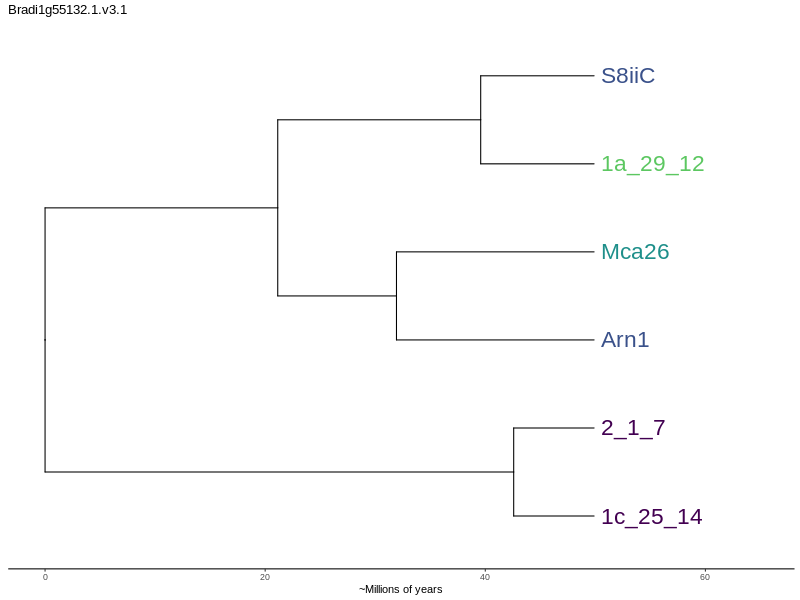 Bradi1g55132.1.v3.1
S8iiC
1a_29_12
Mca26
Arn1
2_1_7
1c_25_14
0 20 40 60
~Millions of years